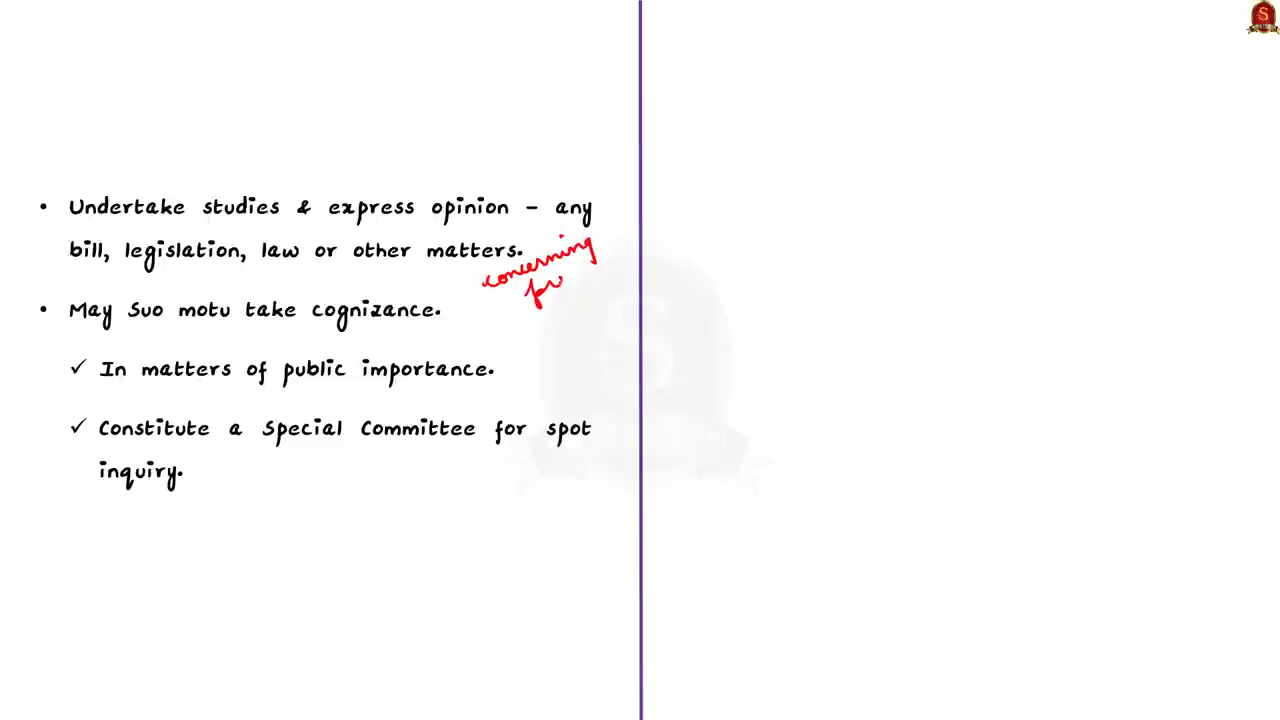 • Undertake studies & express opinion – any
bill, legislation, law or other matters.
concerning
for
• May Suo motu take cognizance.
✓ In matters of public importance.
✓ Constitute a Special Committee for spot
inquiry.